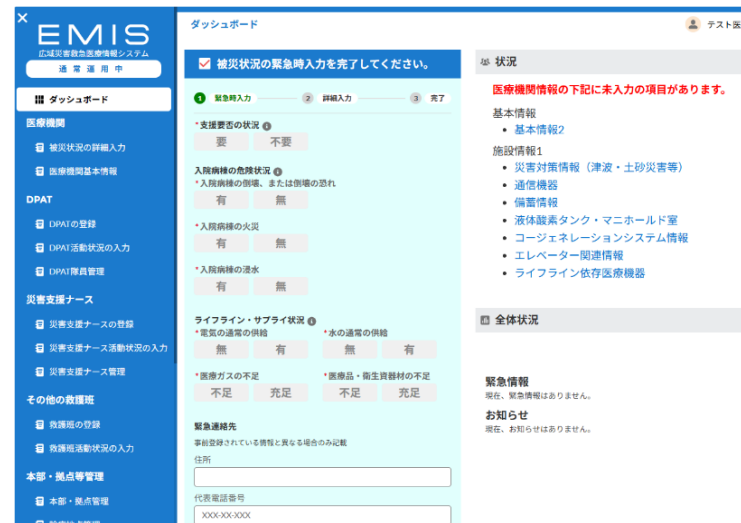 ×
EMIS
広域災害救急医療情報システム
通常運用中
ダッシュボード
医療機関
被災状況の詳細入力
医療機関基本情報
DPAT
DPATの登録
DPAT活動状況の入力
DPAT隊員管理
災害支援ナース
災害支援ナースの登録
災害支援ナース活動状況の入力
災害支援ナース管理
その他の救護班
救護班の登録
救護班活動状況の入力
本部・拠点等管理
本部・拠点管理
ダッシュボード
テスト医
被災状況の緊急時入力を完了してください。
1 緊急時入力 2 詳細入力 3 完了
*支援要否の状況
要 不要
入院病棟の危険状況
*入院病棟の倒壊、または倒壊の恐れ
有 無
*入院病棟の火災
有 無
*入院病棟の浸水
有 無
ライフライン・サプライ状況
*電気の通常の供給 *水の通常の供給
無 有 無 有
*医療ガスの不足 *医療品・衛生資器材の不足
不足 充足 不足 充足
緊急連絡先
事前登録されている情報と異なる場合のみ記載
住所
代表電話番号
XXX-XX-XXX
状況
医療機関情報の下記に未入力の項目があります。
基本情報
• 基本情報2
施設情報1
• 災害対策情報（津波・土砂災害等）
• 通信機器
• 備蓄情報
• 液体酸素タンク・マニホールド室
• コージェネレーションシステム情報
• エレベーター関連情報
• ライフライン依存医療機器
全体状況
緊急情報
現在、緊急情報はありません。
お知らせ
現在、お知らせはありません。